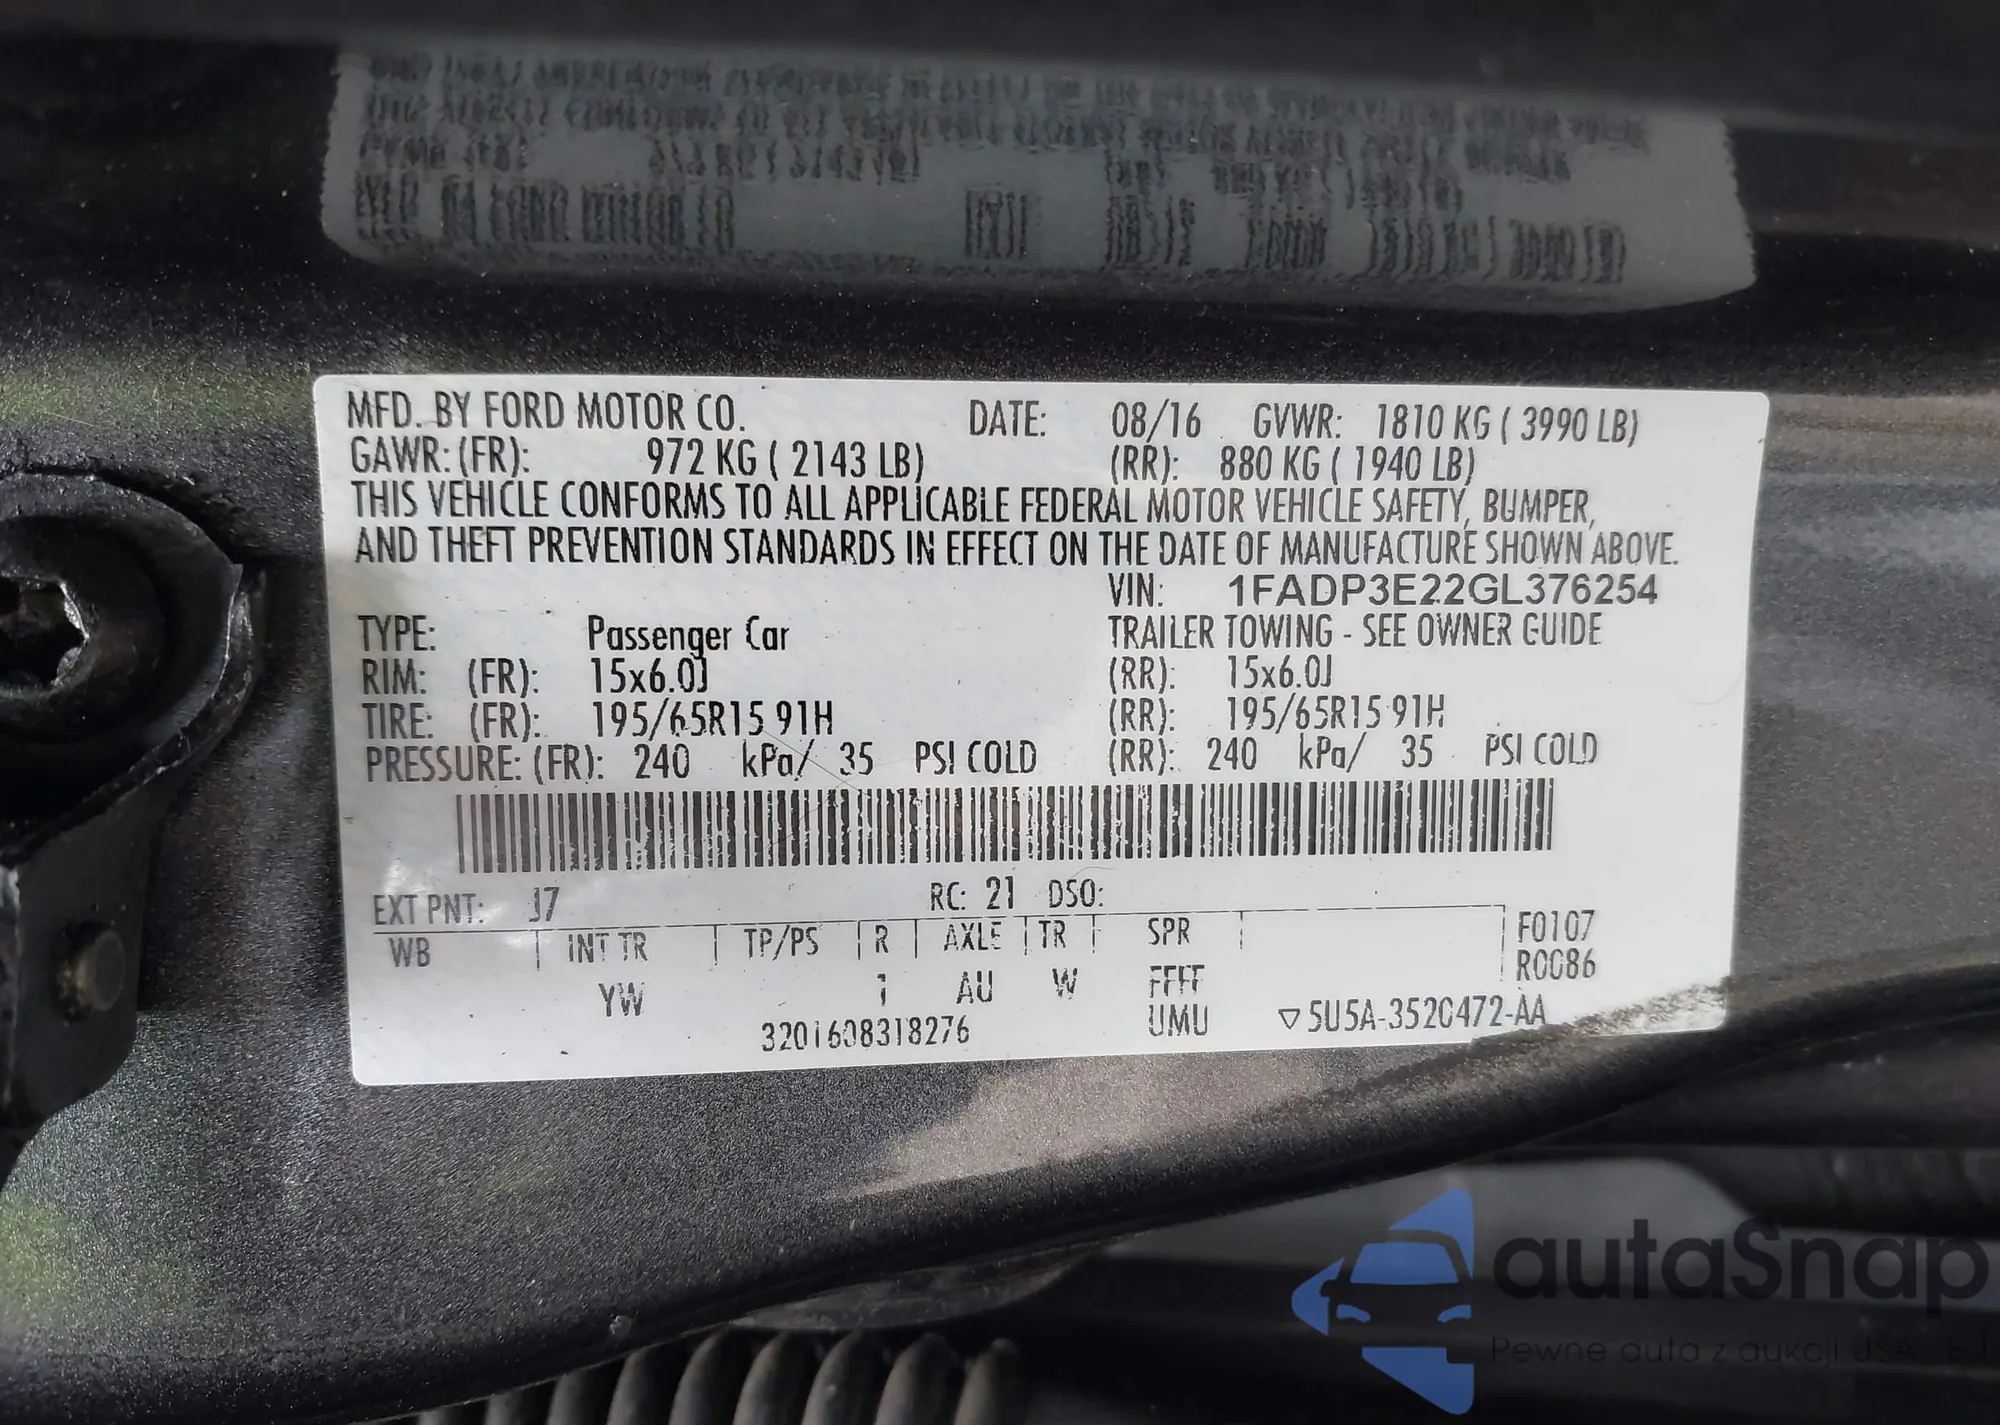 MFD. BY FORD MOTOR CO. DATE: 08/16 GVWR: 1810 KG ( 3990 LB)
GAWR: (FR): 972 KG ( 2143 LB) (RR): 880 KG ( 1940 LB)
THIS VEHICLE CONFORMS TO ALL APPLICABLE FEDERAL MOTOR VEHICLE SAFETY, BUMPER,
AND THEFT PREVENTION STANDARDS IN EFFECT ON THE DATE OF MANUFACTURE SHOWN ABOVE.
VIN: 1FADP3E22GL376254
TYPE: Passenger Car TRAILER TOWING - SEE OWNER GUIDE
RIM: (FR): 15x6.0J (RR): 15x6.0J
TIRE: (FR): 195/65R15 91H (RR): 195/65R15 91H
PRESSURE: (FR): 240 kPa/ 35 PSI COLD (RR): 240 kPa/ 35 PSI COLD
EXT PNT: J7 RC: 21 DSO:
WB INT TR TP/PS R AXLE TR SPR F0107
R0086
YW 1 AU W FFFF
3201608318276 UMU ▽5U5A-3520472-AA
autaSnap
Pewne auta z aukcji USA